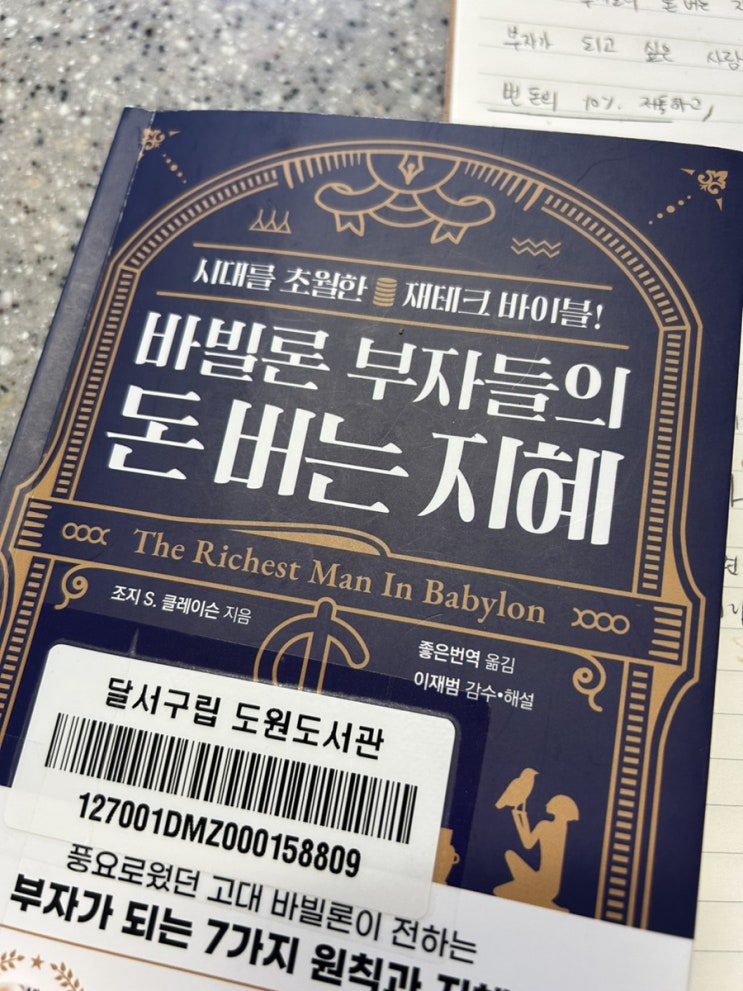 돈 버는
부자가 되고 싶은 사람
번 돈의 10% 저축하고,
시대를 초월한 재테크 바이블!
바빌론 부자들의
돈 버는 지혜
The Richest Man In Babylon
조지 S. 클레이슨 지음
좋은번역 옮김
이재범 감수•해설
달서구립 도원도서관
127001DMZ000158809
풍요로웠던 고대 바빌론이 전하는
부자가 되는 7가지 원칙과